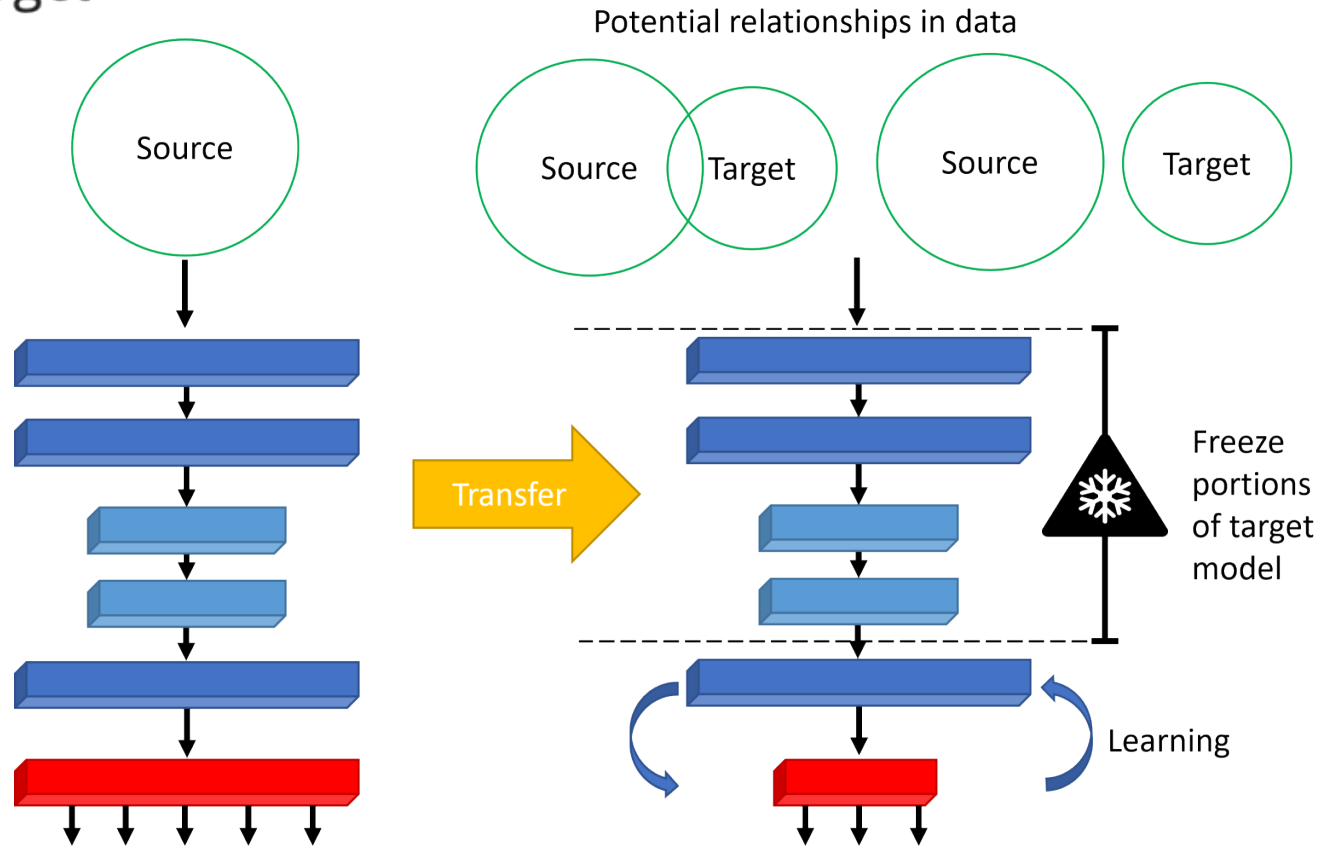 Potential relationships in data
Source
Source
Target
Source
Target
Transfer
Freeze
portions
of target
model
Learning